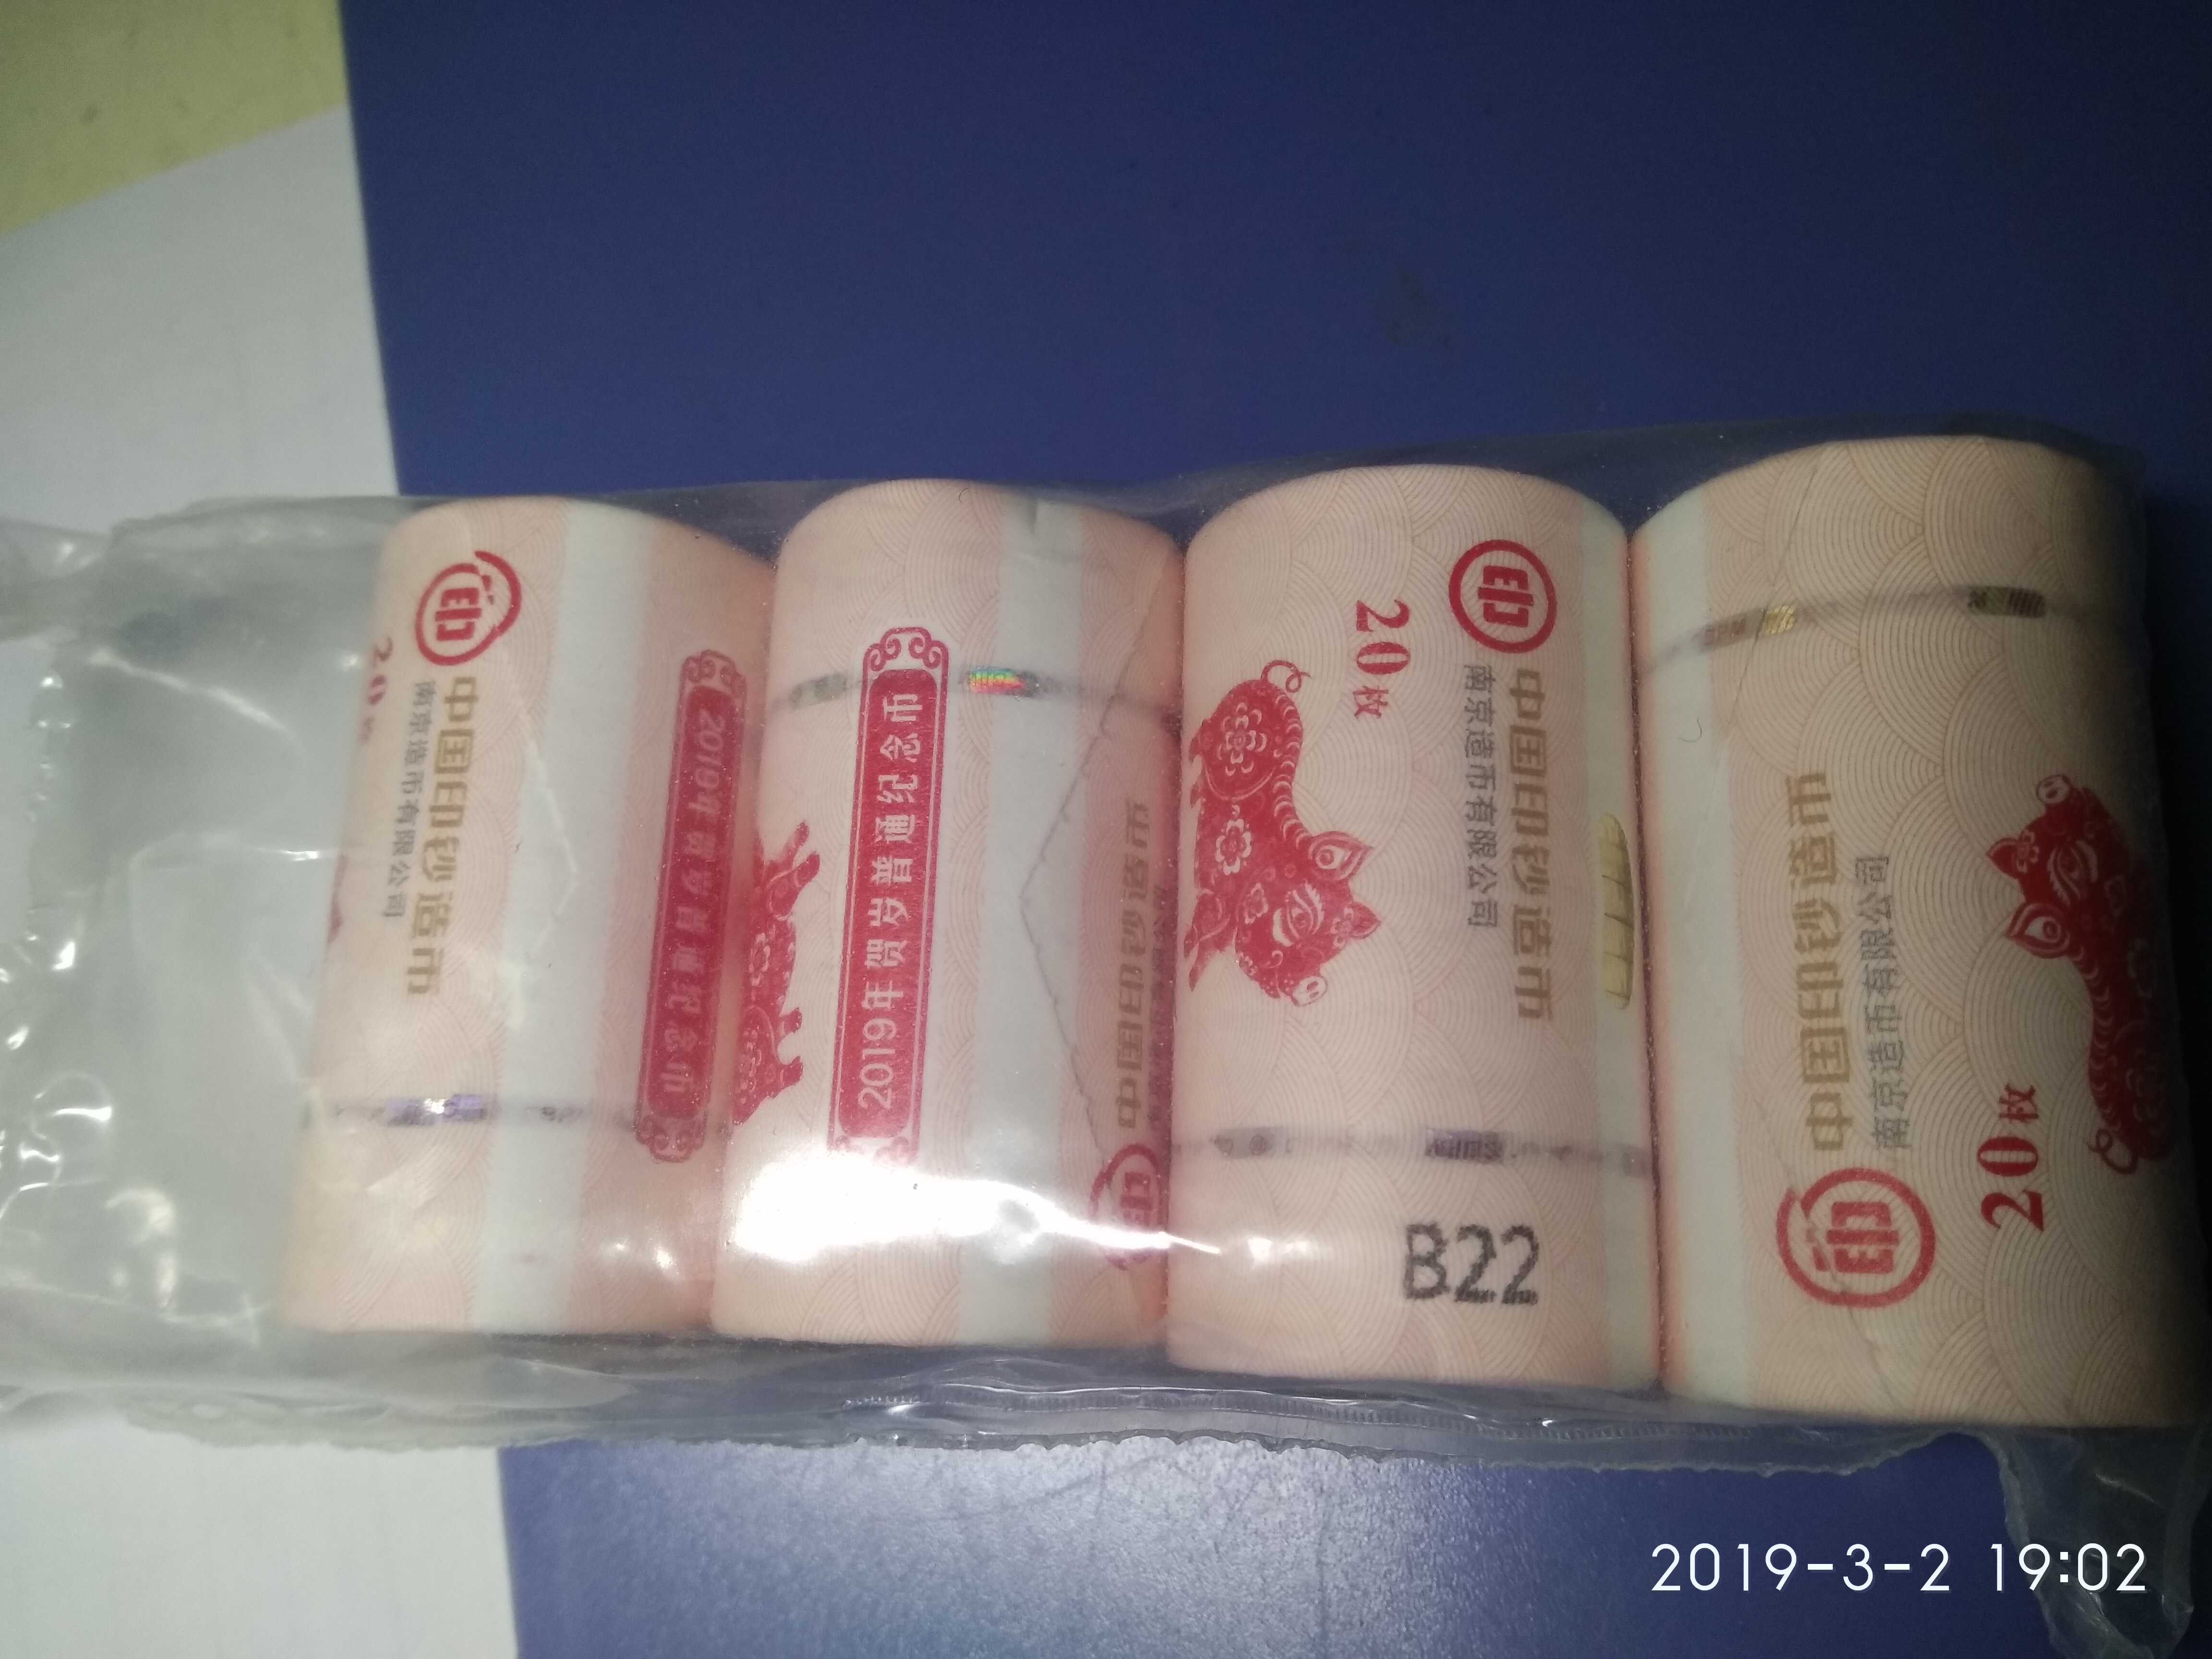 印
中国印钞造币
南京造币有限公司
20枚
2019年贺岁普通纪念币
2019年贺岁普通纪念币
印
中国印钞造币
印
中国印钞造币
南京造币有限公司
20枚
B22
印
中国印钞造币
南京造币有限公司
20枚
2019-3-2 19:02